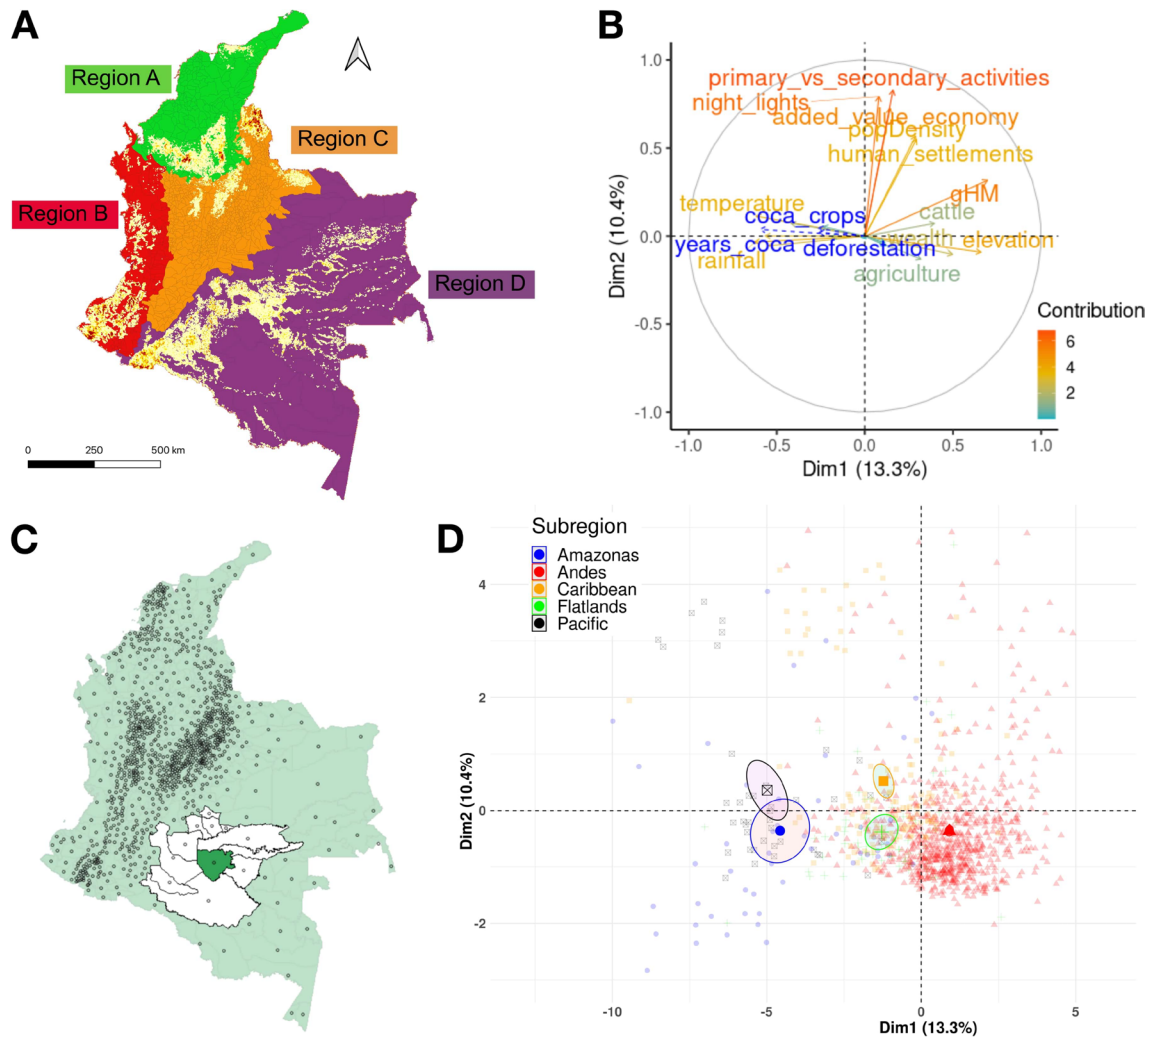 A
Region A
Region B
Region C
Region D
0 250 500 km
B
primary_vs_secondary_activities
night_lights
added_value_economy
popDensity
human_settlements
gHM
cattle
temperature
coca_crops
years_coca
deforestation
elevation
rainfall
agriculture
1.0
0.5
0.0
-0.5
-1.0
Dim2 (10.4%)
-1.0 -0.5 0.0 0.5 1.0
Dim1 (13.3%)
Contribution
6
4
2
C
D
Subregion
Amazonas
Andes
Caribbean
Flatlands
Pacific
4
2
0
-2
Dim2 (10.4%)
-10 -5 0 5
Dim1 (13.3%)